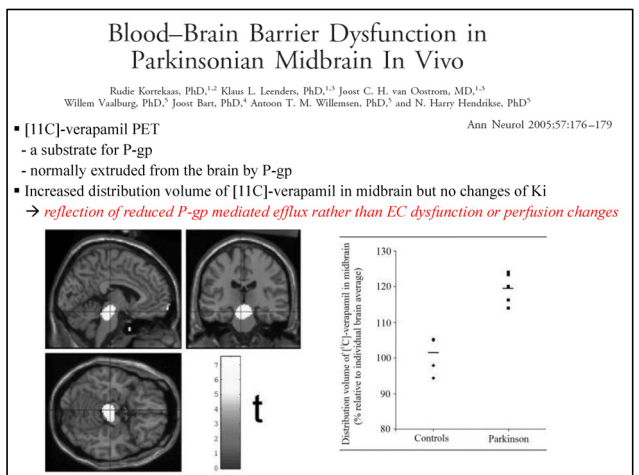 Blood–Brain Barrier Dysfunction in
Parkinsonian Midbrain In Vivo
Rudie Kortekaas, PhD,1,2 Klaus L. Leenders, PhD,1,3 Joost C. H. van Oostrom, MD,1,3
Willem Vaalburg, PhD,5 Joost Bart, PhD,4 Antoon T. M. Willemsen, PhD,5 and N. Harry Hendrikse, PhD5
Ann Neurol 2005;57:176–179
▪ [11C]-verapamil PET
- a substrate for P-gp
- normally extruded from the brain by P-gp
▪ Increased distribution volume of [11C]-verapamil in midbrain but no changes of Ki
→ reflection of reduced P-gp mediated efflux rather than EC dysfunction or perfusion changes
7
6
5
4
3
2
1
0
t
Distribution volume of [11C]-verapamil in midbrain
(% relative to individual brain average)
130
120
110
100
90
80
Controls
Parkinson